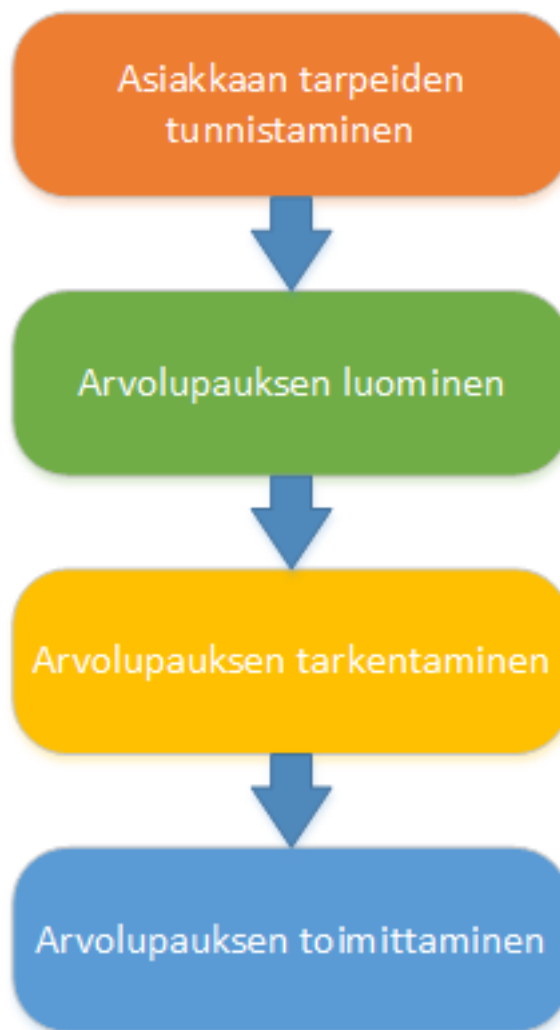 Asiakkaan tarpeiden
tunnistaminen
Arvolupauksen luominen
Arvolupauksen tarkentaminen
Arvolupauksen toimittaminen